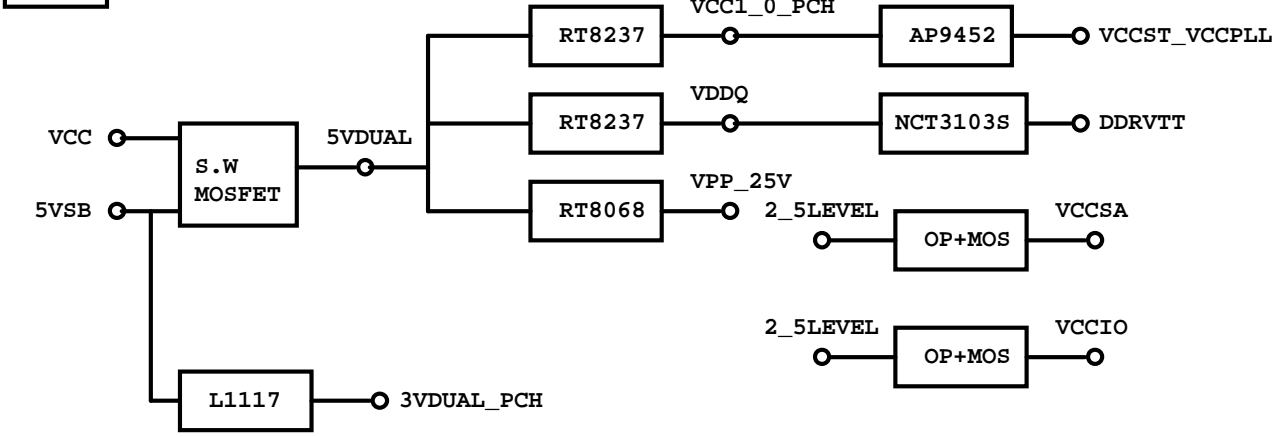 VCC1_0_PCH
RT8237
AP9452
VCCST_VCCPLL
VDDQ
RT8237
NCT3103S
DDRVTT
VCC
5VDUAL
S.W
MOSFET
5VSB
VPP_25V
RT8068
2_5LEVEL
VCCSA
OP+MOS
2_5LEVEL
VCCIO
OP+MOS
L1117
3VDUAL_PCH